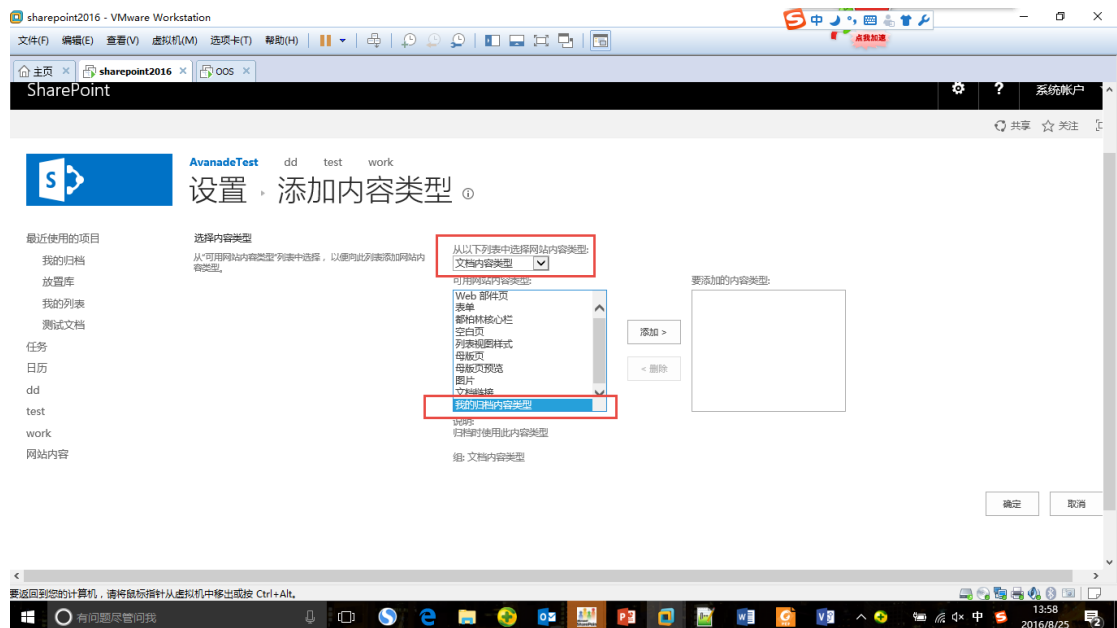 sharepoint2016 - VMware Workstation
中
文件(F) 编辑(E) 查看(V) 虚拟机(M) 选项卡(T) 帮助(H)
点我加速
主页 sharepoint2016 OOS
SharePoint
? 系统帐户
共享 关注
AvanadeTest dd test work
设置 添加内容类型
最近使用的项目
我的归档
放置库
我的列表
测试文档
任务
日历
dd
test
work
网站内容
选择内容类型
从“可用网站内容类型”列表中选择，以便向此列表添加网站内
容类型。
从以下列表中选择网站内容类型:
文档内容类型
可用网站内容类型:
Web 部件页
表单
都柏林核心栏
空白页
列表视图样式
母版页
母版页预览
图片
文档链接
我的归档内容类型
添加 >
< 删除
要添加的内容类型:
说明:
归档时使用此内容类型
组: 文档内容类型
确定 取消
要返回到您的计算机，请将鼠标指针从虚拟机中移出或按 Ctrl+Alt。
有问题尽管问我
中
13:58
2016/8/25